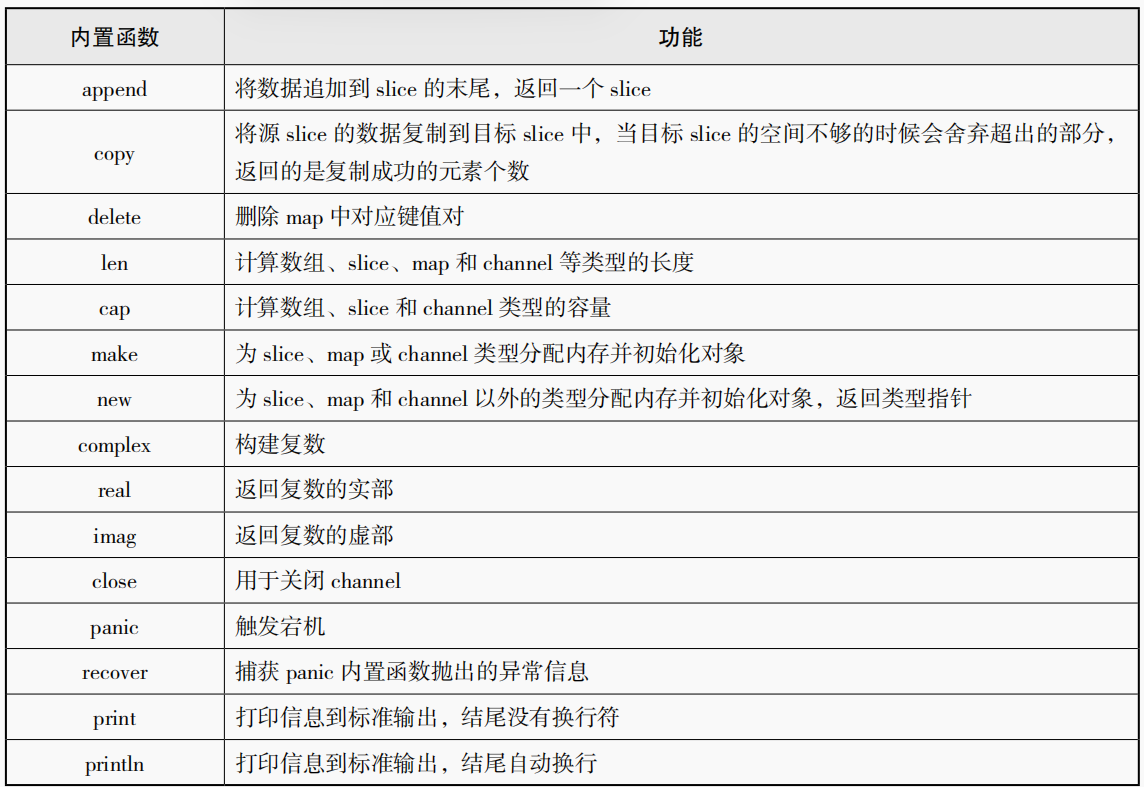 内置函数 功能
append 将数据追加到 slice 的末尾，返回一个 slice
copy 将源 slice 的数据复制到目标 slice 中，当目标 slice 的空间不够的时候会舍弃超出的部分，
返回的是复制成功的元素个数
delete 删除 map 中对应键值对
len 计算数组、slice、map 和 channel 等类型的长度
cap 计算数组、slice 和 channel 类型的容量
make 为 slice、map 或 channel 类型分配内存并初始化对象
new 为 slice、map 和 channel 以外的类型分配内存并初始化对象，返回类型指针
complex 构建复数
real 返回复数的实部
imag 返回复数的虚部
close 用于关闭 channel
panic 触发宕机
recover 捕获 panic 内置函数抛出的异常信息
print 打印信息到标准输出，结尾没有换行符
println 打印信息到标准输出，结尾自动换行